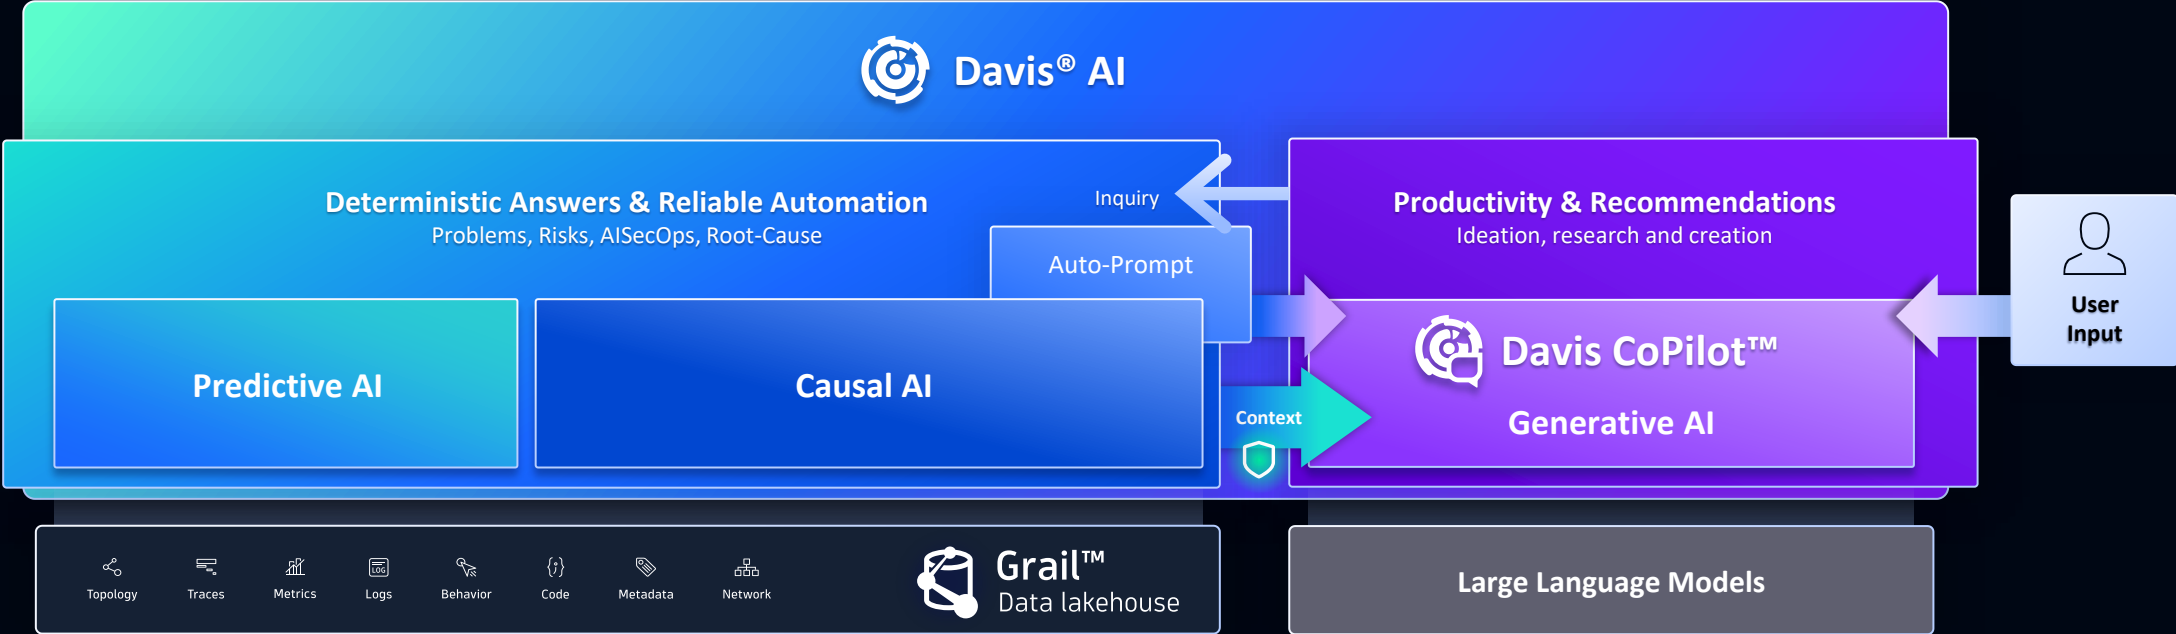 Davis® AI
Deterministic Answers & Reliable Automation
Problems, Risks, AISecOps, Root-Cause
Inquiry
Auto-Prompt
Predictive AI
Causal AI
Context
Productivity & Recommendations
Ideation, research and creation
Davis CoPilot™
Generative AI
User
Input
Topology
Traces
Metrics
LOG
Logs
Behavior
Code
Metadata
Network
Grail™
Data lakehouse
Large Language Models